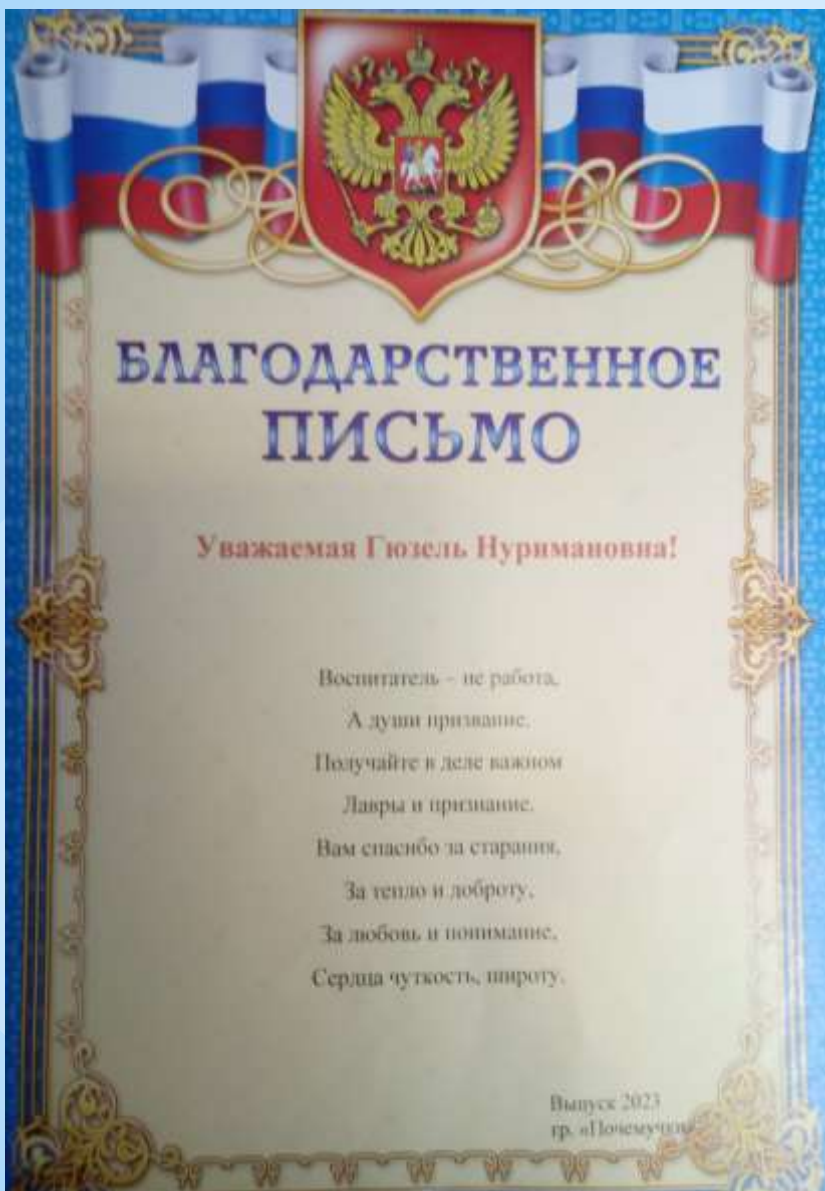 БЛАГОДАРСТВЕННОЕ
ПИСЬМО
Уважаемая Гюзель Нуримановна!
Воспитатель – не работа,
А души призвание.
Получайте в деле важном
Лавры и признание.
Вам спасибо за старания,
За тепло и доброту,
За любовь и понимание,
Сердца чуткость, широту.
Выпуск 2023
гр. «Почемучки»